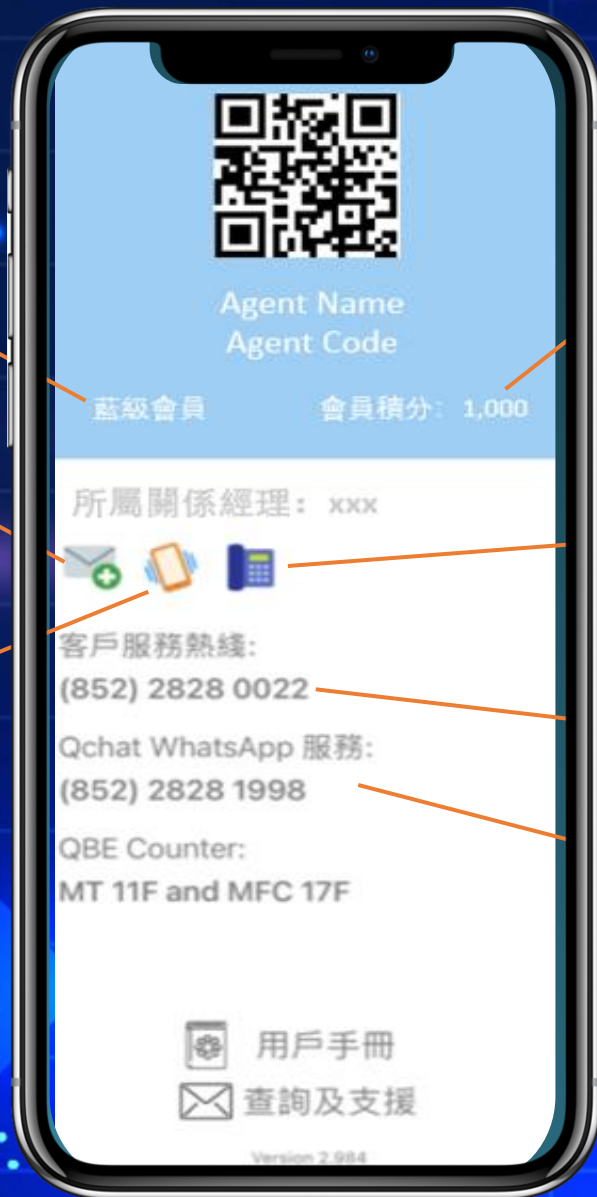 Agent Name
Agent Code
藍級會員 會員積分: 1,000
所屬關係經理: xxx
客戶服務熱綫:
(852) 2828 0022
Qchat WhatsApp 服務:
(852) 2828 1998
QBE Counter:
MT 11F and MFC 17F
用戶手冊
查詢及支援
Version 2.984